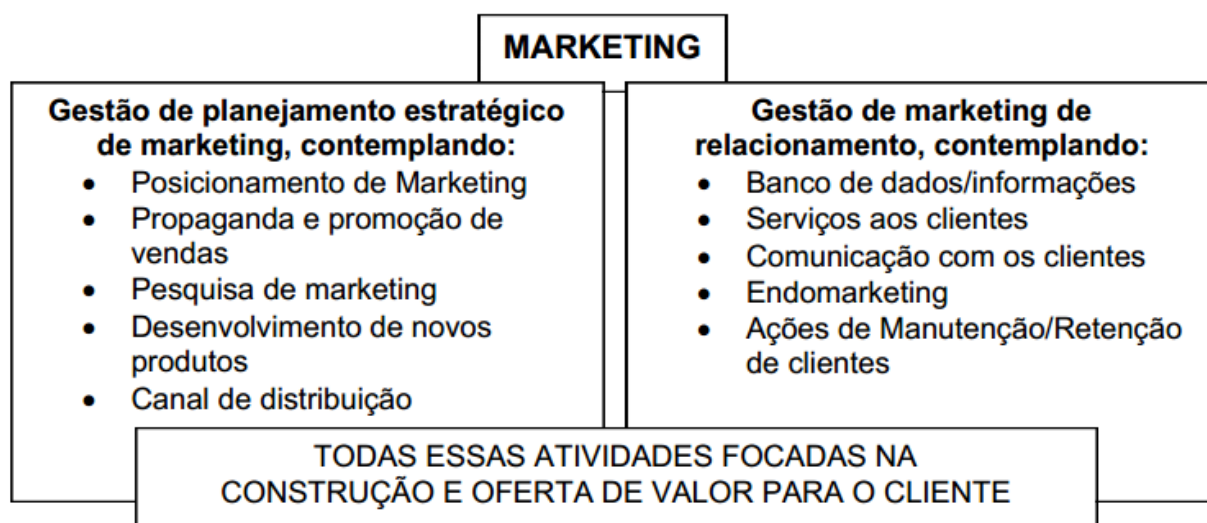 MARKETING
Gestão de planejamento estratégico
de marketing, contemplando:
• Posicionamento de Marketing
• Propaganda e promoção de
vendas
• Pesquisa de marketing
• Desenvolvimento de novos
produtos
• Canal de distribuição
Gestão de marketing de
relacionamento, contemplando:
• Banco de dados/informações
• Serviços aos clientes
• Comunicação com os clientes
• Endomarketing
• Ações de Manutenção/Retenção
de clientes
TODAS ESSAS ATIVIDADES FOCADAS NA
CONSTRUÇÃO E OFERTA DE VALOR PARA O CLIENTE